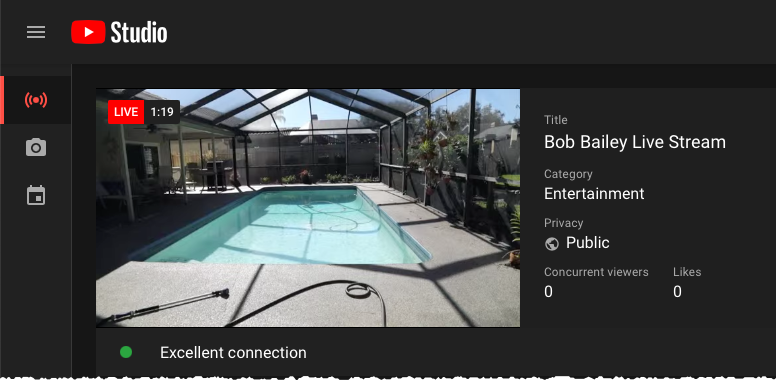 Studio
LIVE 1:19
Title
Bob Bailey Live Stream
Category
Entertainment
Privacy
Public
Concurrent viewers Likes
0 0
Excellent connection